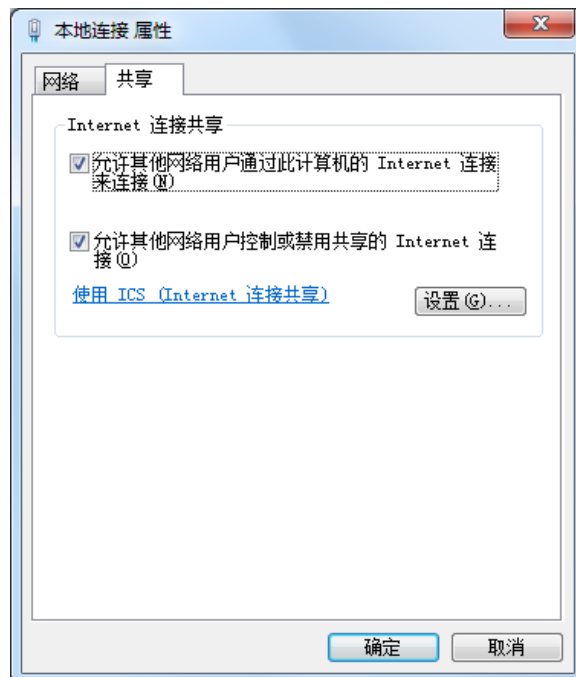 本地连接 属性
网络
共享
Internet 连接共享
允许其他网络用户通过此计算机的 Internet 连接
来连接(N)
允许其他网络用户控制或禁用共享的 Internet 连
接(O)
使用 ICS (Internet 连接共享)
设置(G)...
确定
取消